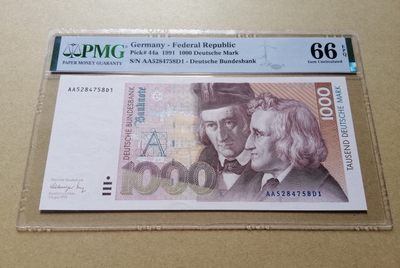 PMG
PAPER MONEY GUARANTY
Germany - Federal Republic
Pick# 44a 1991 1000 Deutsche Mark
S/N AA5284758D1 - Deutsche Bundesbank
66 EPQ
Gem Uncirculated
AA5284758D1
DEUTSCHE BUNDESBANK
Banknote
1000
1000
TAUSEND DEUTSCHE MARK
AA5284758D1